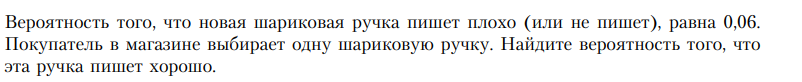 Вероятность того, что новая шариковая ручка пишет плохо (или не пишет), равна 0,06.
Покупатель в магазине выбирает одну шариковую ручку. Найдите вероятность того, что
эта ручка пишет хорошо.